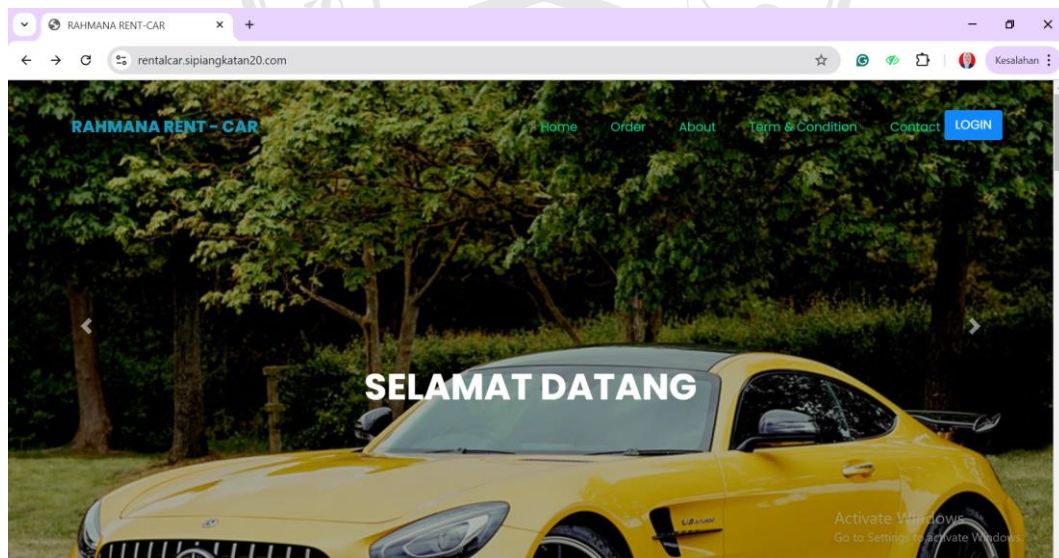 RAHMANA RENT-CAR
rentalcar.sipiangkatan20.com
Kesalahan
RAHMANA RENT - CAR
Home Order About Term & Condition Contact LOGIN
SELAMAT DATANG
Activate Windows
Go to Settings to activate Windows.